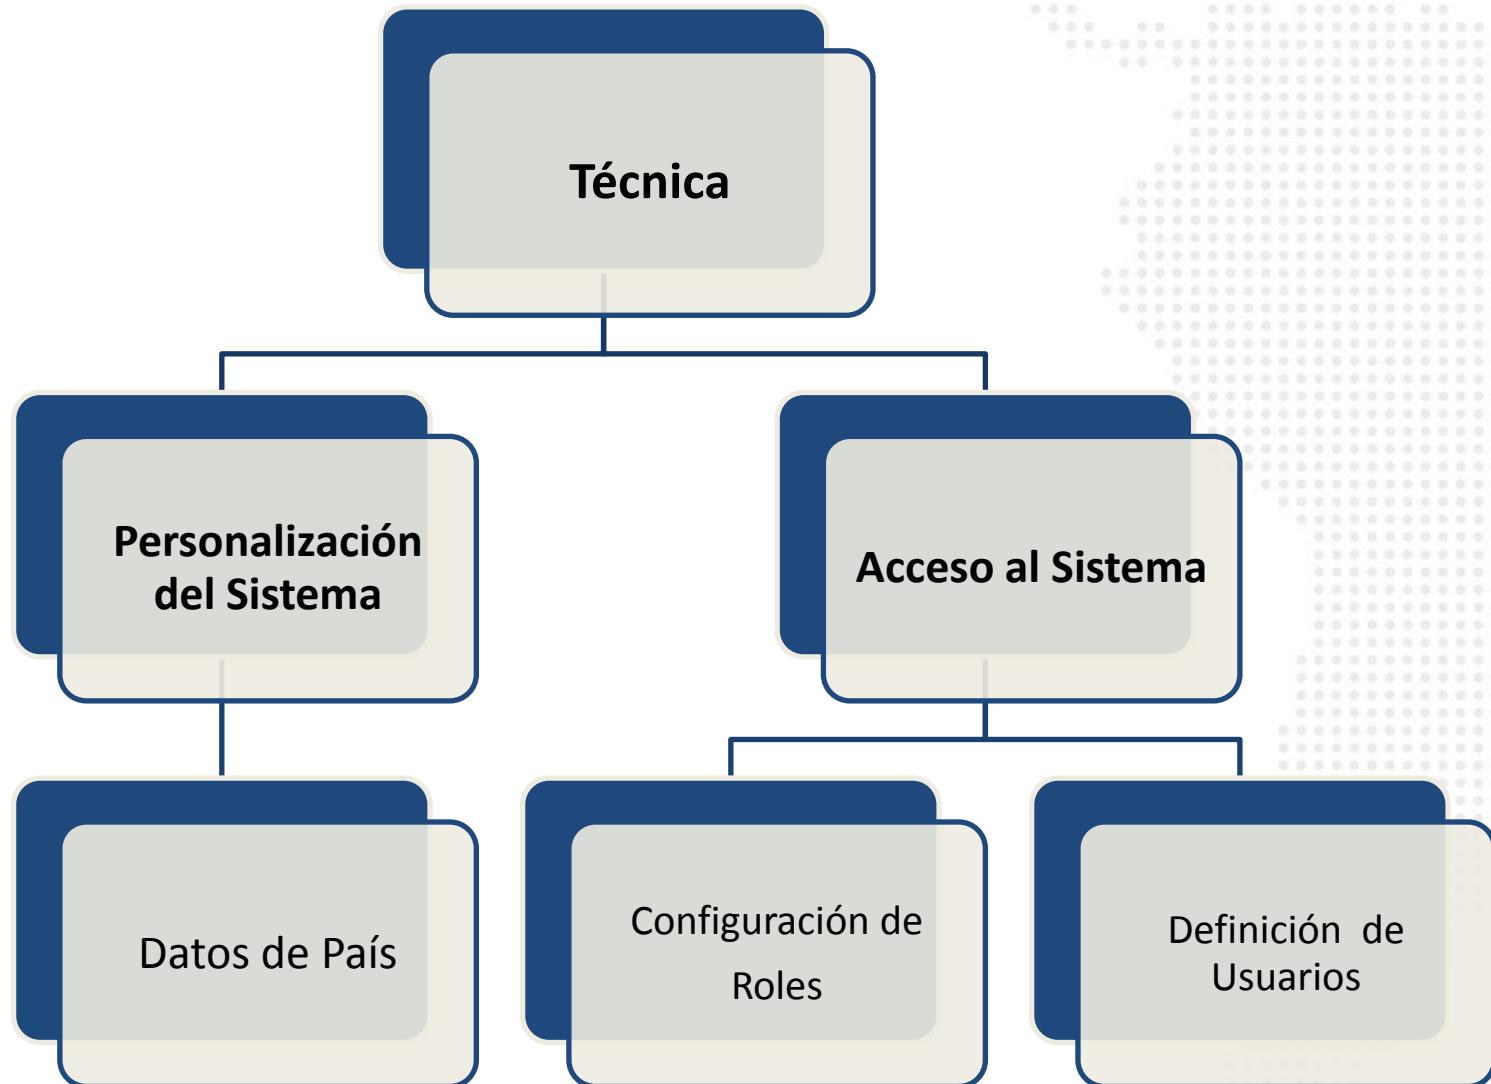 Técnica
Personalización
del Sistema
Acceso al Sistema
Datos de País
Configuración de
Roles
Definición  de
Usuarios